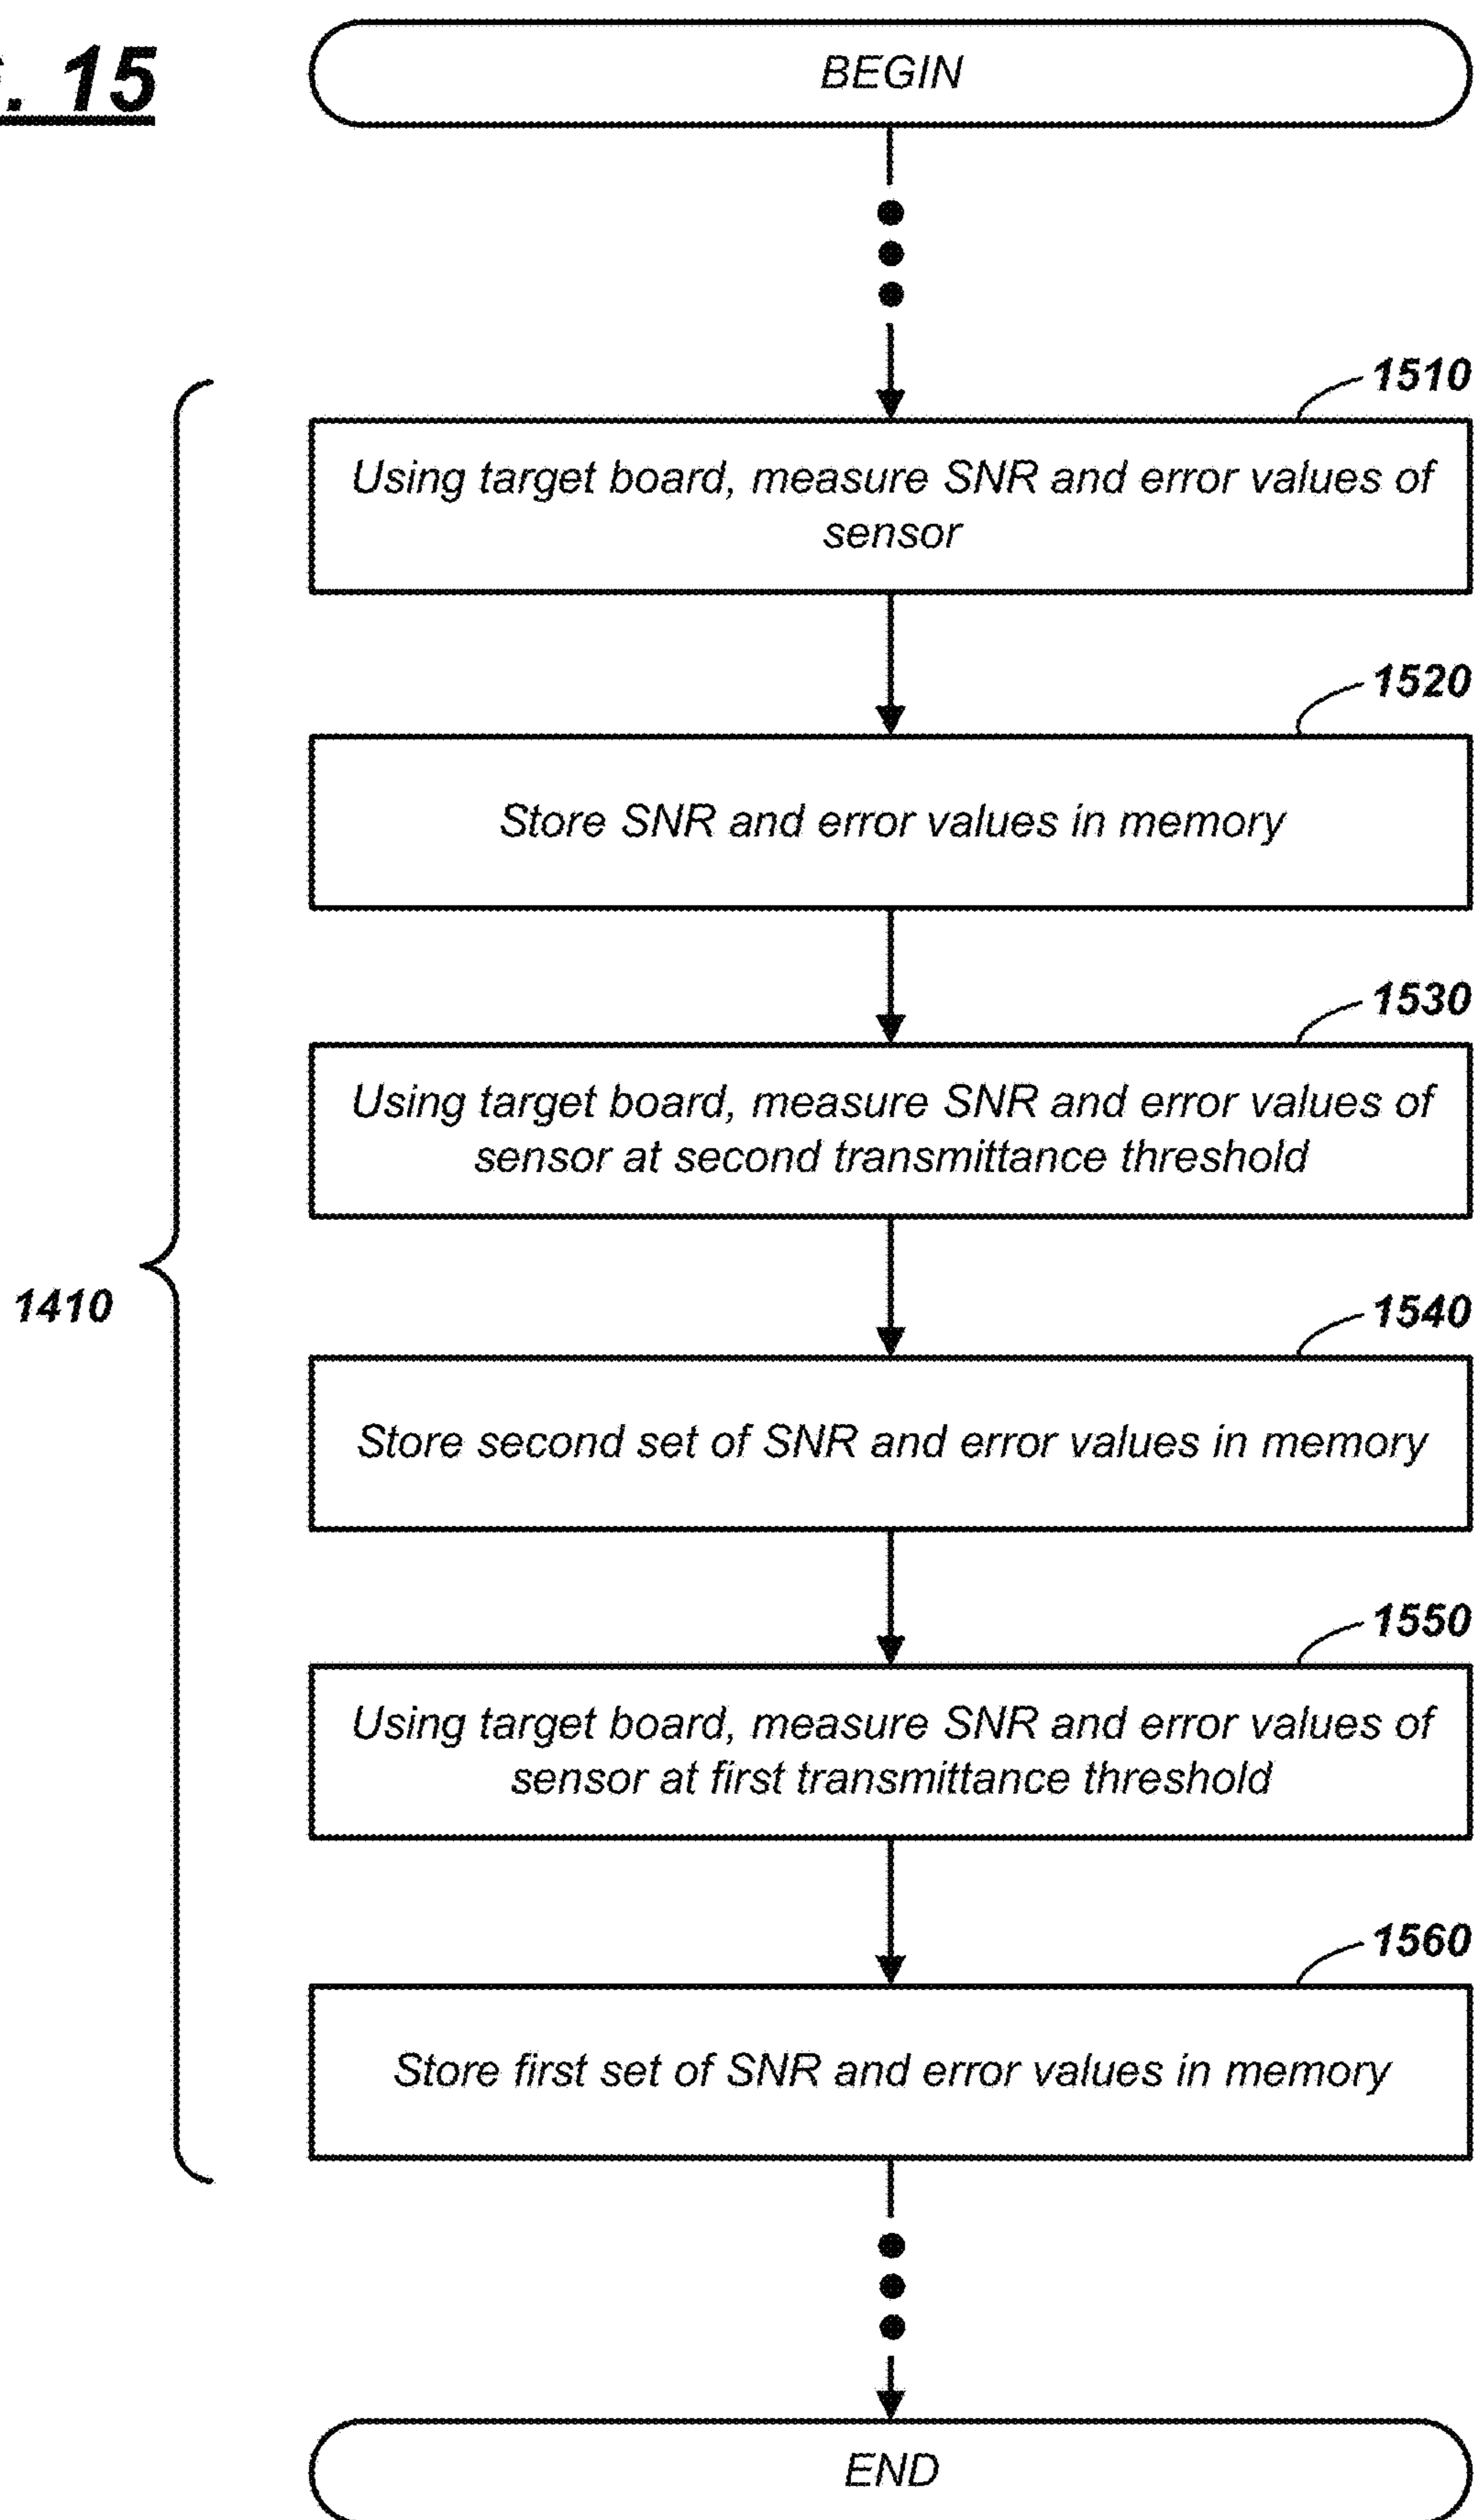 . 15
BEGIN
1510
Using target board, measure SNR and error values of
sensor
1520
Store SNR and error values in memory
1530
Using target board, measure SNR and error values of
sensor at second transmittance threshold
1540
1410
Store second set of SNR and error values in memory
1550
Using target board, measure SNR and error values of
sensor at first transmittance threshold
1560
Store first set of SNR and error values in memory
END